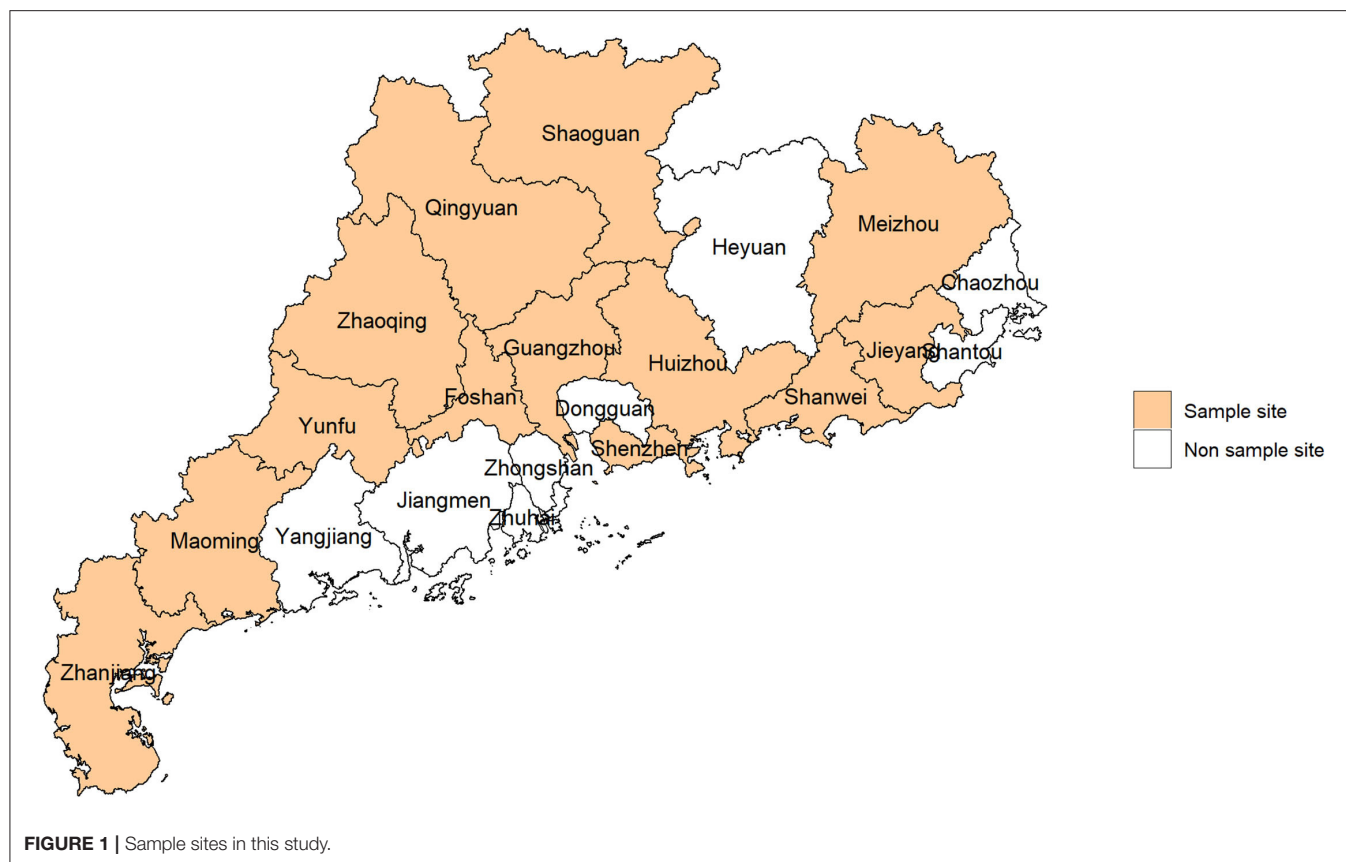 Shaoguan
Qingyuan
Meizhou
Heyuan
Chaozhou
Zhaoqing
Guangzhou
Jieyang
Shantou
Huizhou
Foshan
Shanwei
Dongguan
Yunfu
Shenzhen
Zhongshan
Jiangmen
Zhuhai
Yangjiang
Maoming
Zhanjiang
Sample site
Non sample site
FIGURE 1 | Sample sites in this study.